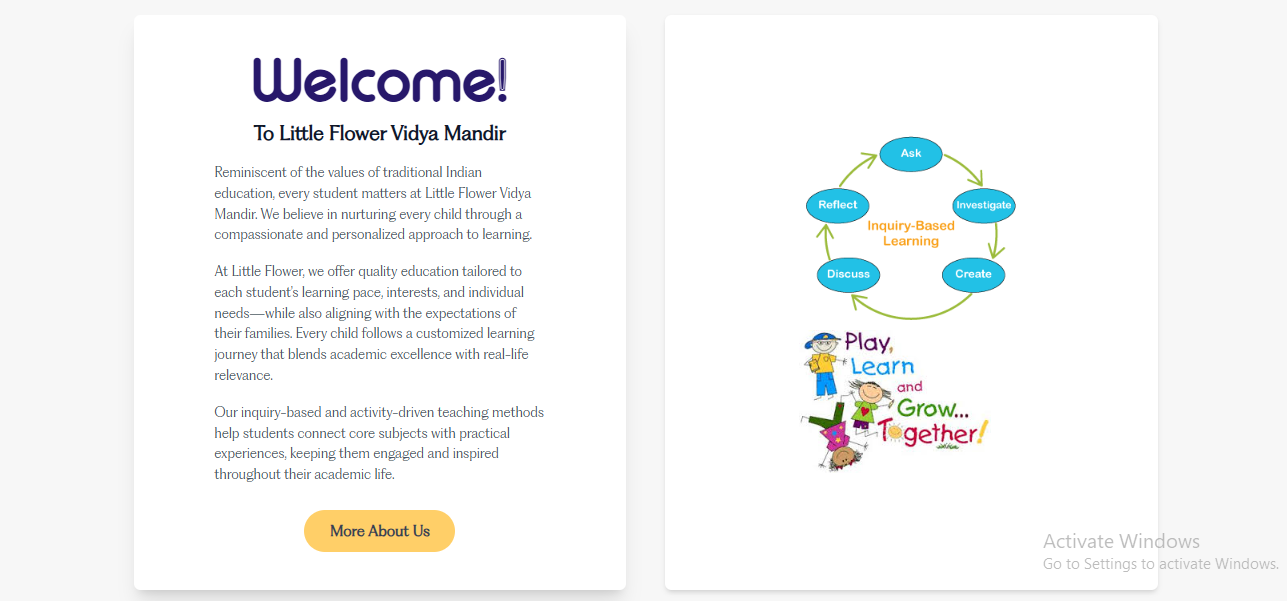 Welcome!
To Little Flower Vidya Mandir
Reminiscent of the values of traditional Indian
education, every student matters at Little Flower Vidya
Mandir. We believe in nurturing every child through a
compassionate and personalized approach to learning.
At Little Flower, we offer quality education tailored to
each student's learning pace, interests, and individual
needs—while also aligning with the expectations of
their families. Every child follows a customized learning
journey that blends academic excellence with real-life
relevance.
Our inquiry-based and activity-driven teaching methods
help students connect core subjects with practical
experiences, keeping them engaged and inspired
throughout their academic life.
More About Us
Ask
Investigate
Create
Discuss
Reflect
Inquiry-Based
Learning
Play,
Learn
and
Grow...
Together!
Activate Windows
Go to Settings to activate Windows.